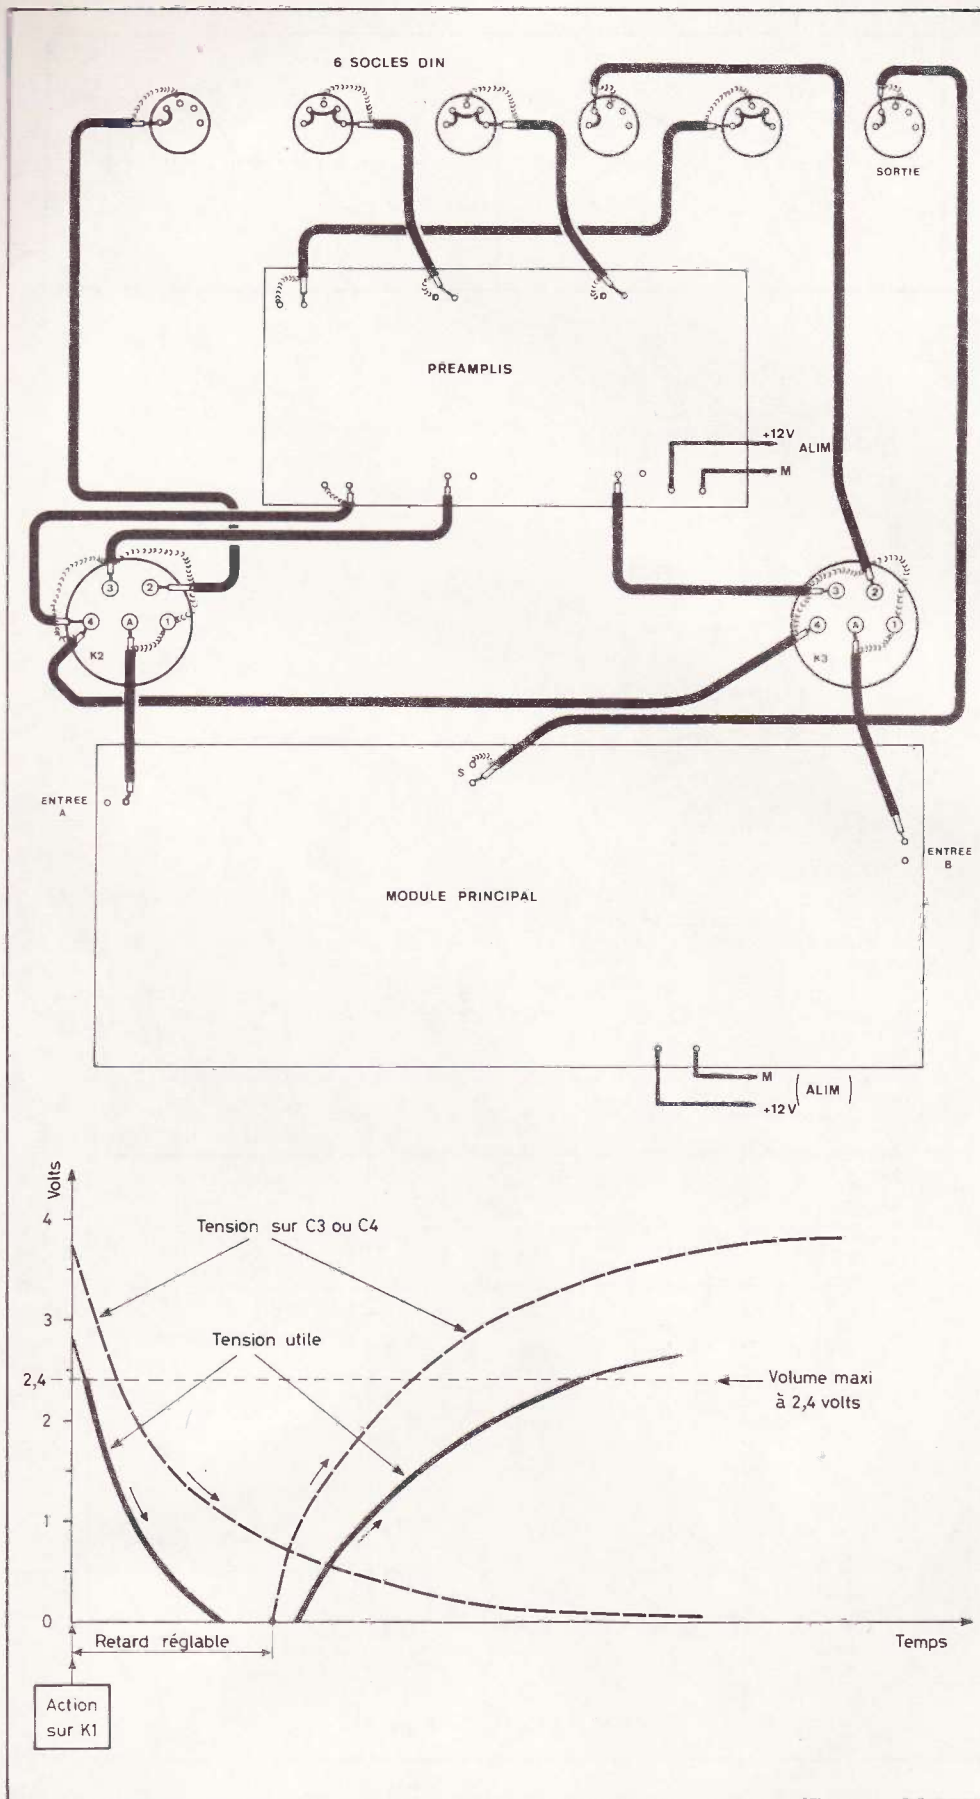 6 SOCLES DIN
SORTIE
PREAMPLIS
+12V
ALIM
M
3
2
4
A
1
K2
3
2
4
A
1
K3
S
ENTREE
A
ENTREE
B
MODULE PRINCIPAL
M
(ALIM)
+12V
Volts
4
Tension sur C3 ou C4
3
Tension utile
2,4
Volume maxi
à 2,4 volts
2
1
0
Retard réglable
Temps
Action
sur K1